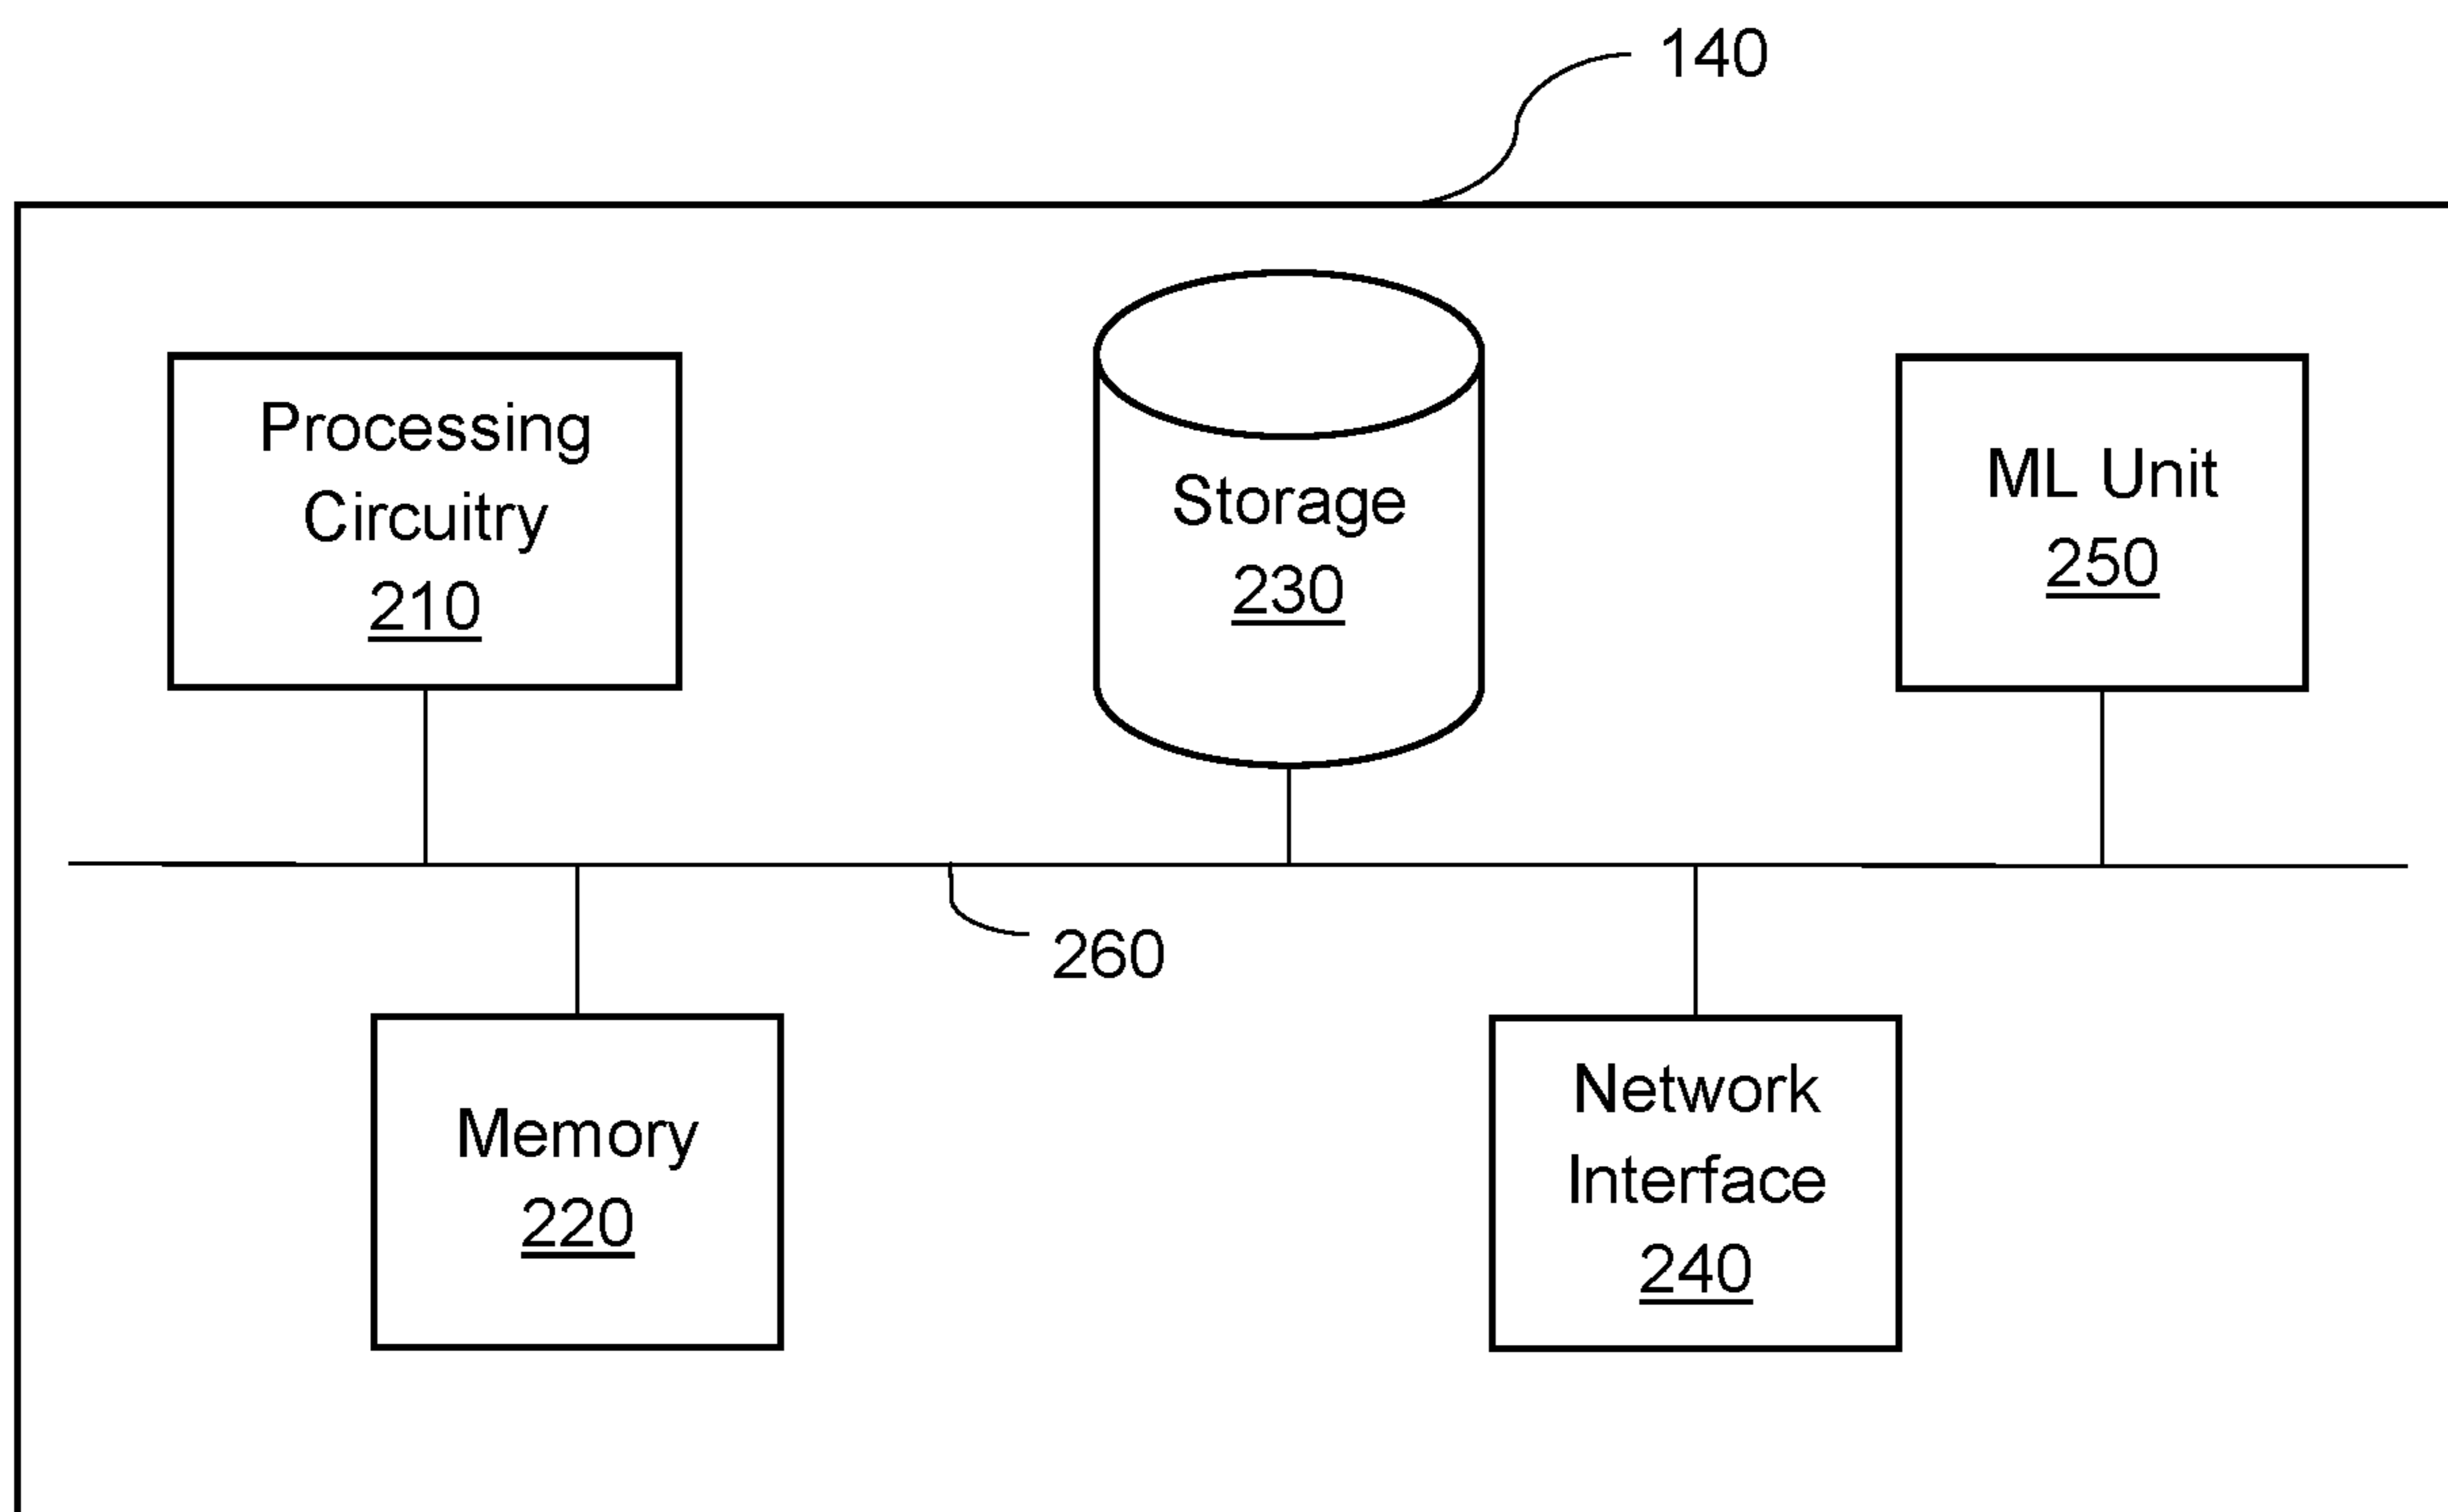 140
Processing
Circuitry
210
Storage
230
ML Unit
250
260
Memory
220
Network
Interface
240